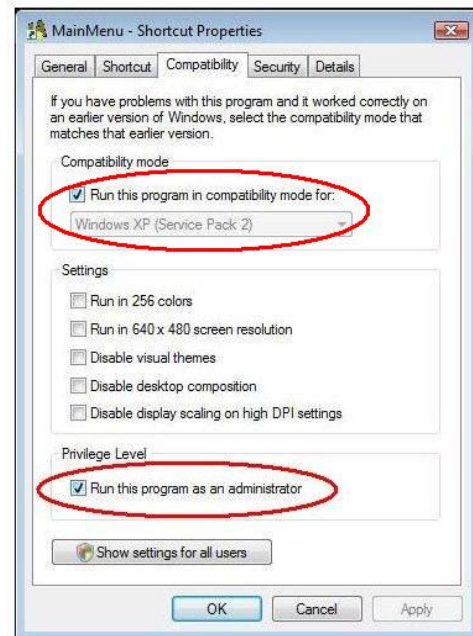 MainMenu - Shortcut Properties
General Shortcut Compatibility Security Details
If you have problems with this program and it worked correctly on
an earlier version of Windows, select the compatibility mode that
matches that earlier version.
Compatibility mode
Run this program in compatibility mode for:
Windows XP (Service Pack 2)
Settings
Run in 256 colors
Run in 640 x 480 screen resolution
Disable visual themes
Disable desktop composition
Disable display scaling on high DPI settings
Privilege Level
Run this program as an administrator
Show settings for all users
OK Cancel Apply